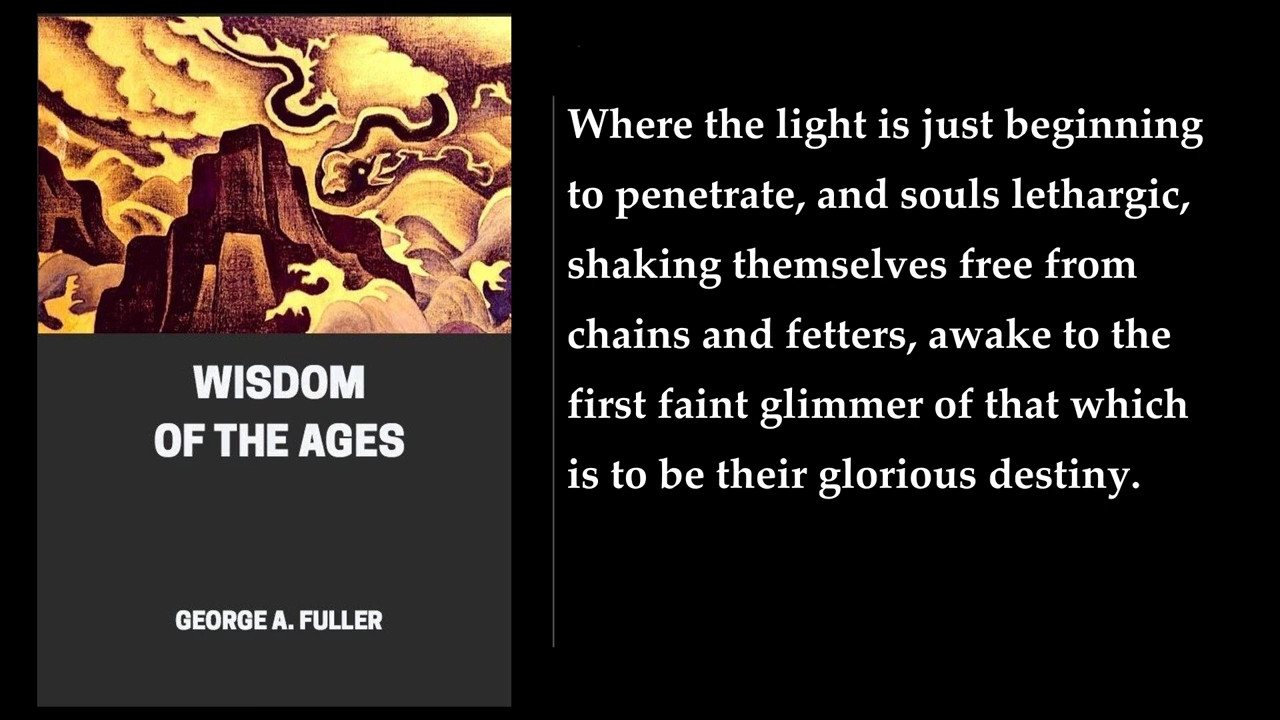 WISDOM
OF THE AGES
GEORGE A. FULLER
Where the light is just beginning
to penetrate, and souls lethargic,
shaking themselves free from
chains and fetters, awake to the
first faint glimmer of that which
is to be their glorious destiny.